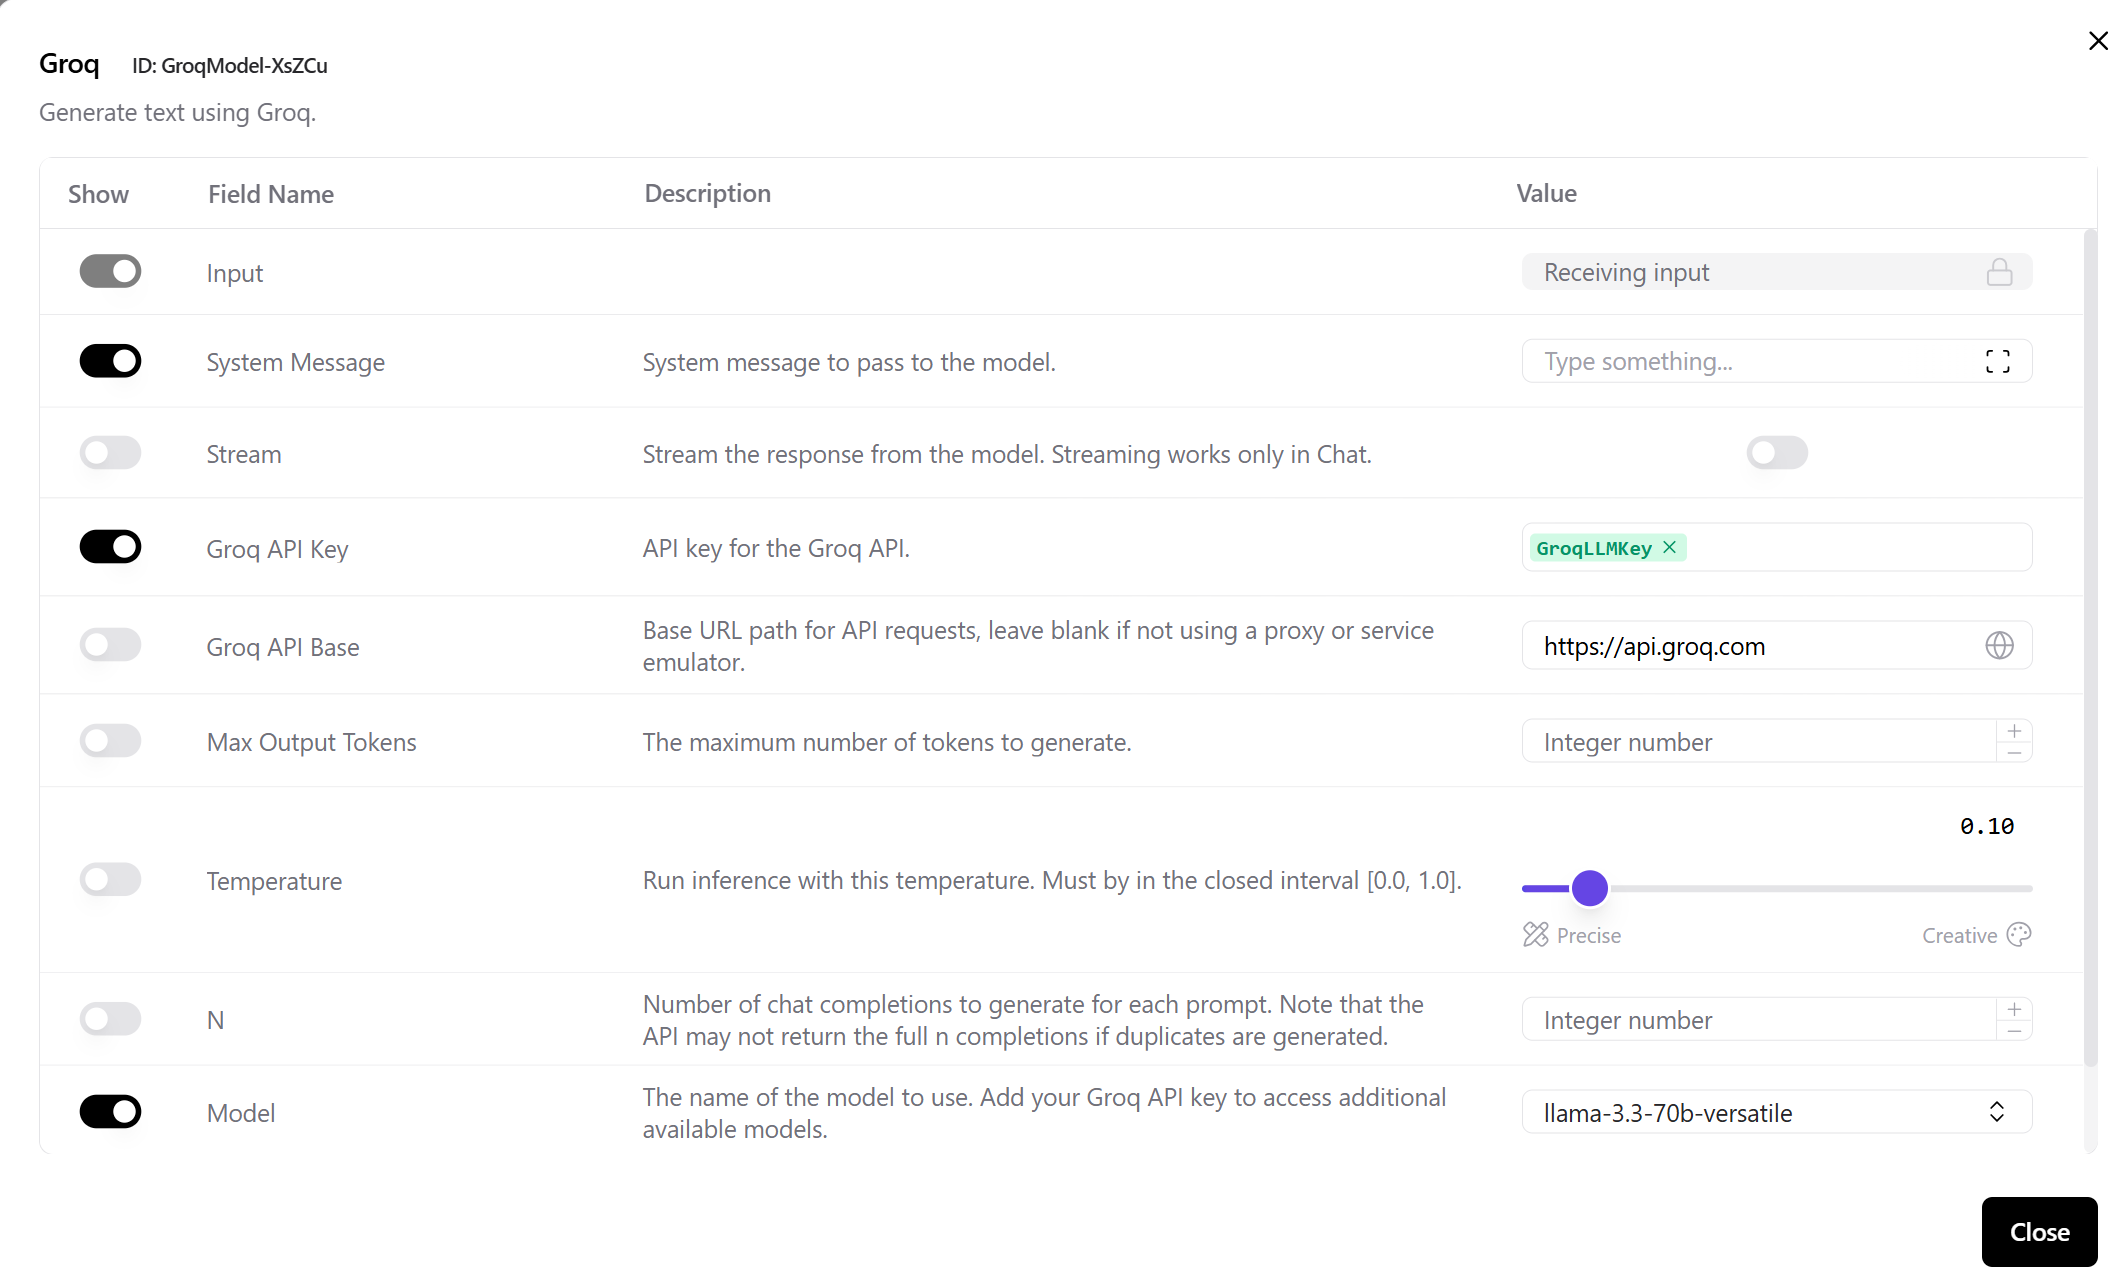 Groq ID: GroqModel-XsZCu
Generate text using Groq.
Show Field Name Description Value
Input Receiving input
System Message System message to pass to the model. Type something...
Stream Stream the response from the model. Streaming works only in Chat.
Groq API Key API key for the Groq API. GroqLLMKey
Groq API Base Base URL path for API requests, leave blank if not using a proxy or service
emulator. https://api.groq.com
Max Output Tokens The maximum number of tokens to generate. Integer number
0.10
Temperature Run inference with this temperature. Must by in the closed interval [0.0, 1.0].
Precise Creative
N Number of chat completions to generate for each prompt. Note that the
API may not return the full n completions if duplicates are generated. Integer number
Model The name of the model to use. Add your Groq API key to access additional
available models. llama-3.3-70b-versatile
Close